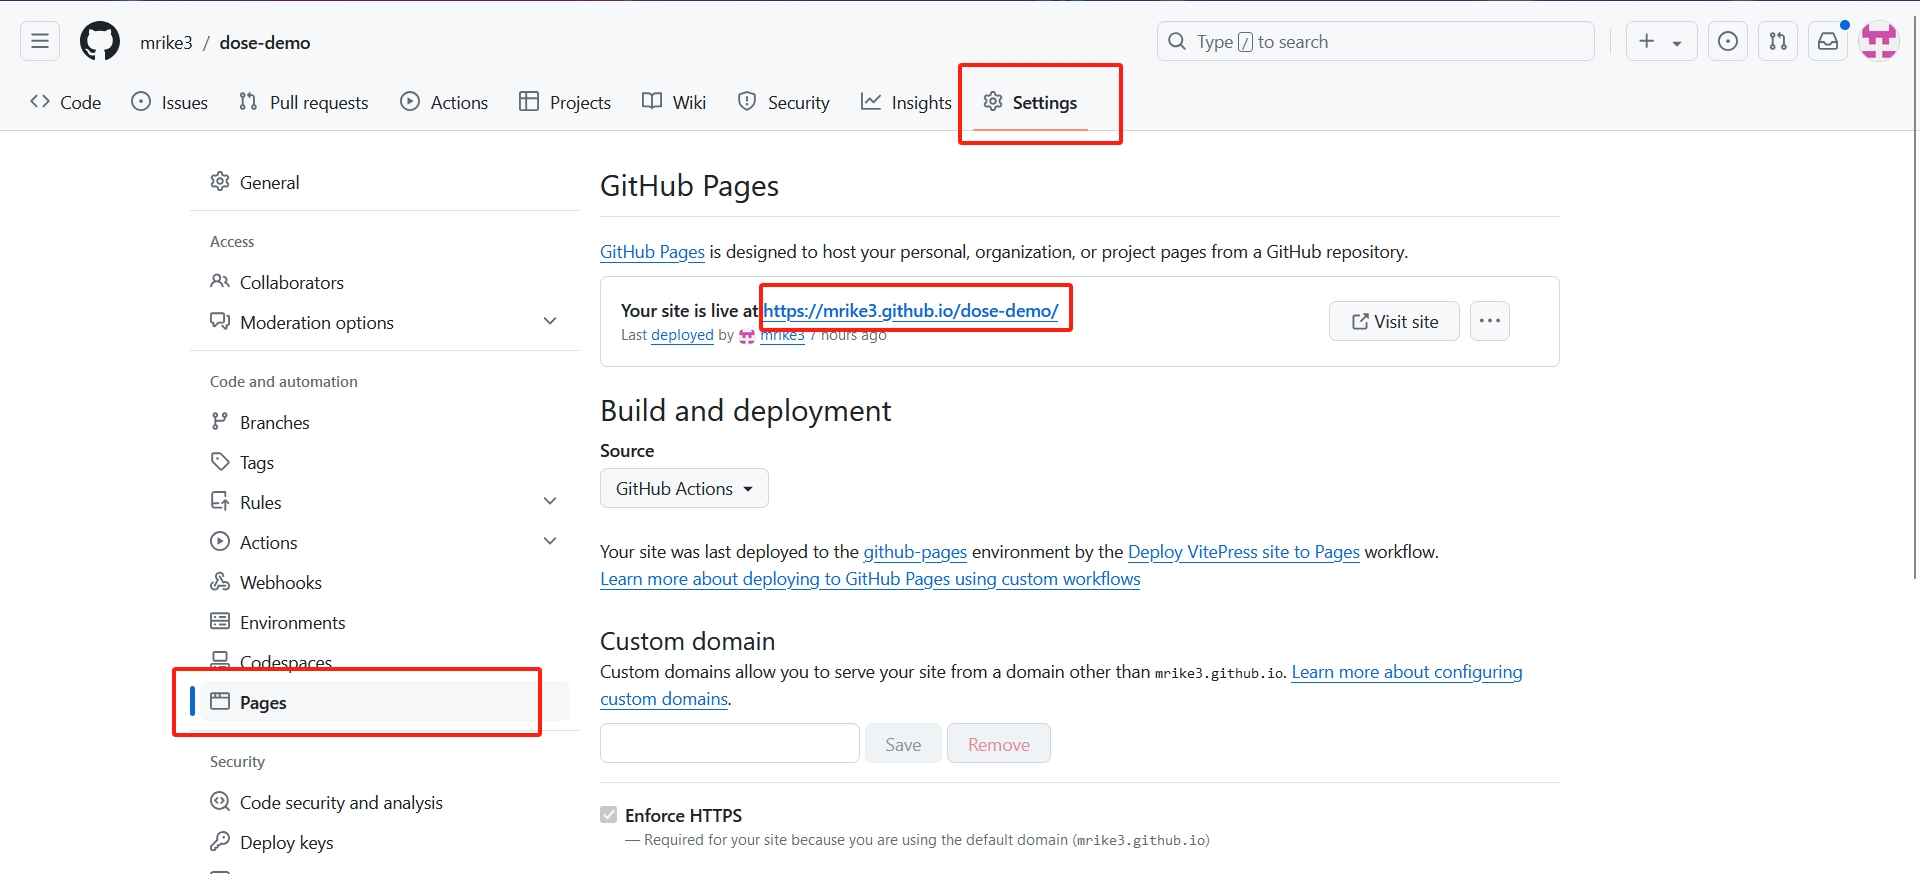 mrike3 / dose-demo
Type / to search
Code
Issues
Pull requests
Actions
Projects
Wiki
Security
Insights
Settings
General
Access
Collaborators
Moderation options
Code and automation
Branches
Tags
Rules
Actions
Webhooks
Environments
Codespaces
Pages
Security
Code security and analysis
Deploy keys
GitHub Pages
GitHub Pages is designed to host your personal, organization, or project pages from a GitHub repository.
Your site is live at https://mrike3.github.io/dose-demo/
Last deployed by mrike3 7 hours ago
Visit site
Build and deployment
Source
GitHub Actions
Your site was last deployed to the github-pages environment by the Deploy VitePress site to Pages workflow.
Learn more about deploying to GitHub Pages using custom workflows
Custom domain
Custom domains allow you to serve your site from a domain other than mrike3.github.io. Learn more about configuring
custom domains.
Save
Remove
Enforce HTTPS
— Required for your site because you are using the default domain (mrike3.github.io)